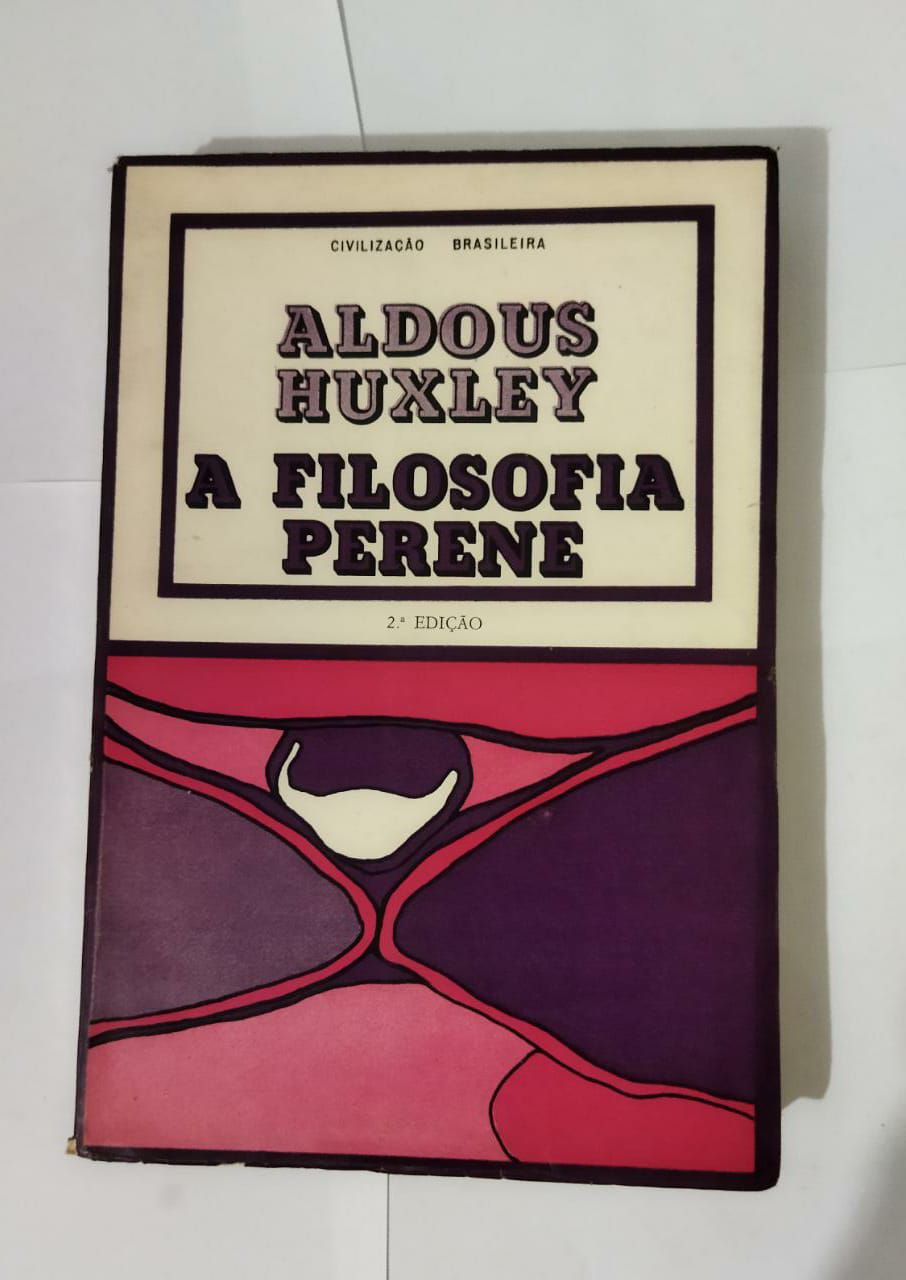 CIVILIZAÇÃO BRASILEIRA
ALDOUS
HUXLEY
A FILOSOFIA
PERENE
2.ª EDIÇÃO